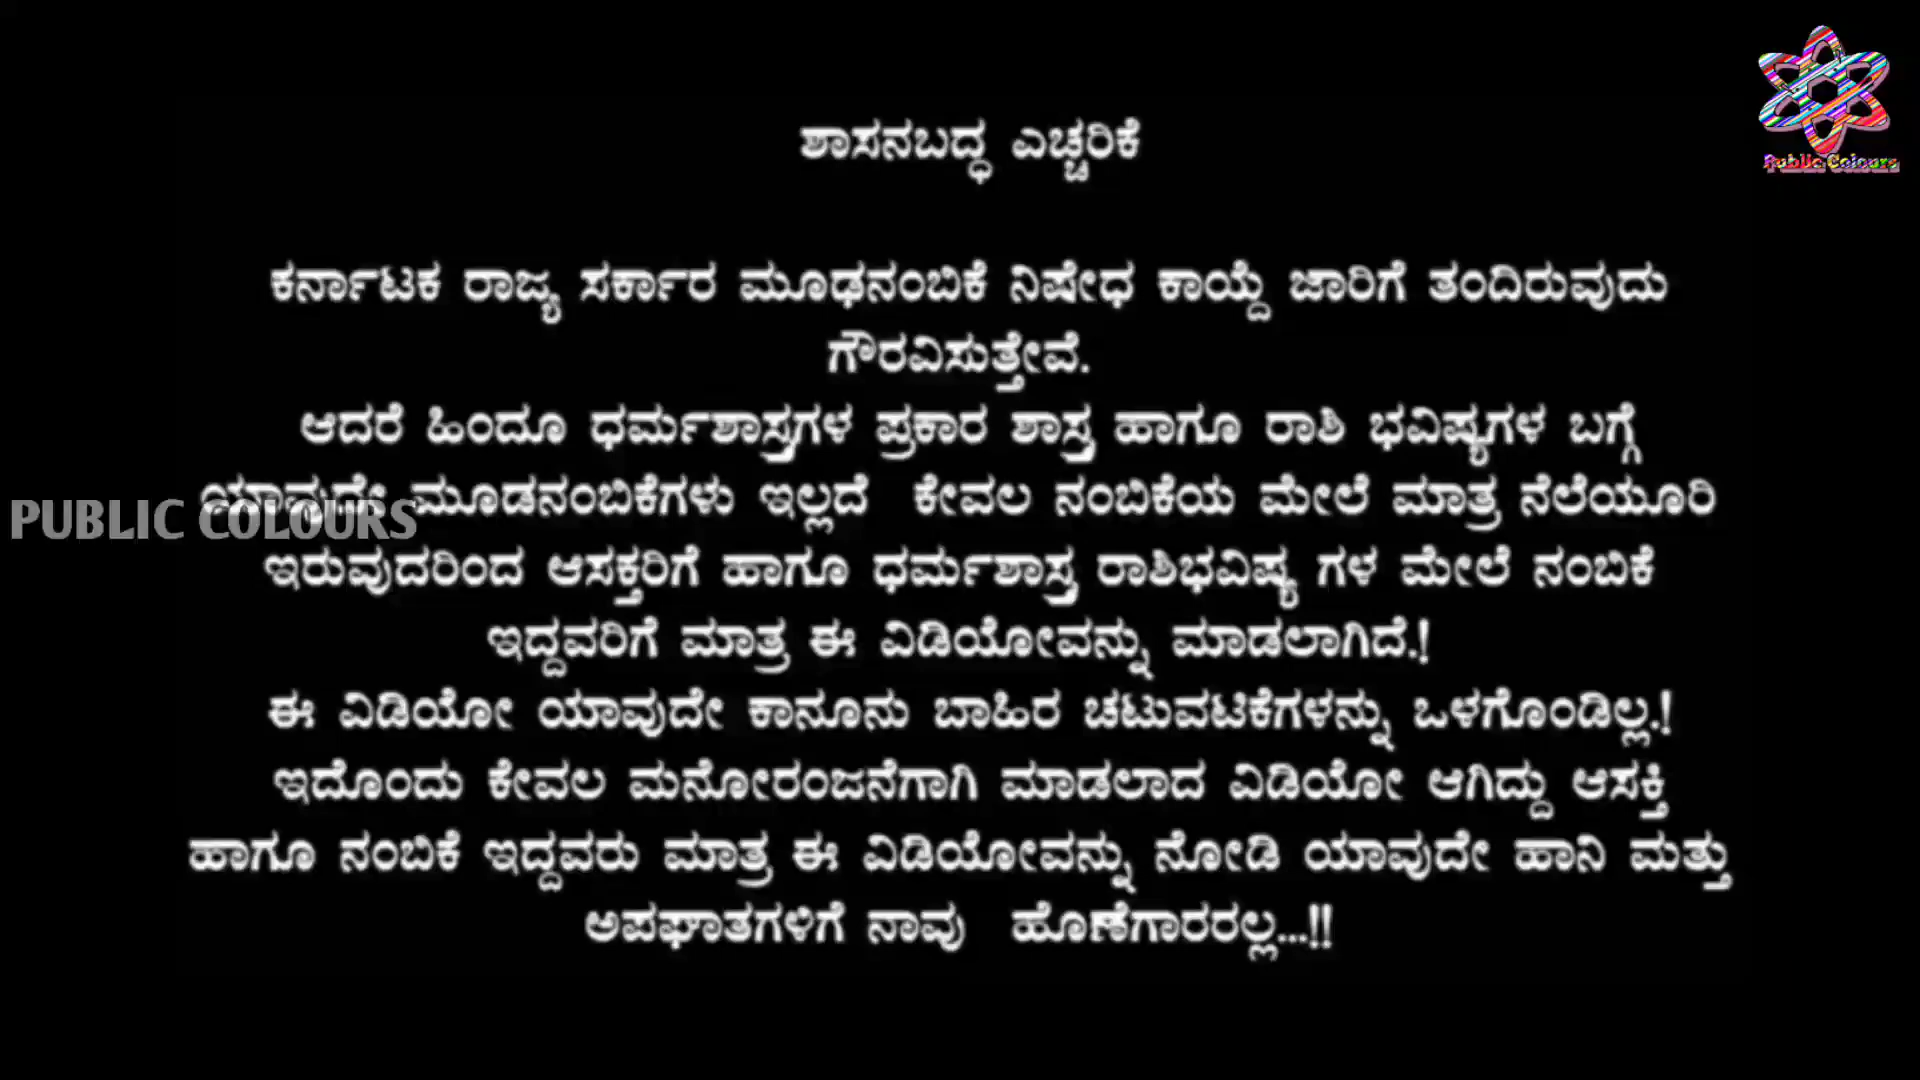 Public Colours
ಶಾಸನಬದ್ಧ ಎಚ್ಚರಿಕೆ
ಕರ್ನಾಟಕ ರಾಜ್ಯ ಸರ್ಕಾರ ಮೂಢನಂಬಿಕೆ ನಿಷೇಧ ಕಾಯ್ದೆ ಜಾರಿಗೆ ತಂದಿರುವುದು
ಗೌರವಿಸುತ್ತೇವೆ.
ಆದರೆ ಹಿಂದೂ ಧರ್ಮಶಾಸ್ತ್ರಗಳ ಪ್ರಕಾರ ಶಾಸ್ತ್ರ ಹಾಗೂ ರಾಶಿ ಭವಿಷ್ಯಗಳ ಬಗ್ಗೆ
ಯಾವುದೇ ಮೂಡನಂಬಿಕೆಗಳು ಇಲ್ಲದೆ ಕೇವಲ ನಂಬಿಕೆಯ ಮೇಲೆ ಮಾತ್ರ ನೆಲೆಯೂರಿ
PUBLIC COLOURS
ಇರುವುದರಿಂದ ಆಸಕ್ತರಿಗೆ ಹಾಗೂ ಧರ್ಮಶಾಸ್ತ್ರ ರಾಶಿಭವಿಷ್ಯ ಗಳ ಮೇಲೆ ನಂಬಿಕೆ
ಇದ್ದವರಿಗೆ ಮಾತ್ರ ಈ ವಿಡಿಯೋವನ್ನು ಮಾಡಲಾಗಿದೆ.!
ಈ ವಿಡಿಯೋ ಯಾವುದೇ ಕಾನೂನು ಬಾಹಿರ ಚಟುವಟಿಕೆಗಳನ್ನು ಒಳಗೊಂಡಿಲ್ಲ.!
ಇದೊಂದು ಕೇವಲ ಮನೋರಂಜನೆಗಾಗಿ ಮಾಡಲಾದ ವಿಡಿಯೋ ಆಗಿದ್ದು ಆಸಕ್ತಿ
ಹಾಗೂ ನಂಬಿಕೆ ಇದ್ದವರು ಮಾತ್ರ ಈ ವಿಡಿಯೋವನ್ನು ನೋಡಿ ಯಾವುದೇ ಹಾನಿ ಮತ್ತು
ಅಪಘಾತಗಳಿಗೆ ನಾವು ಹೊಣೆಗಾರರಲ್ಲ...!!